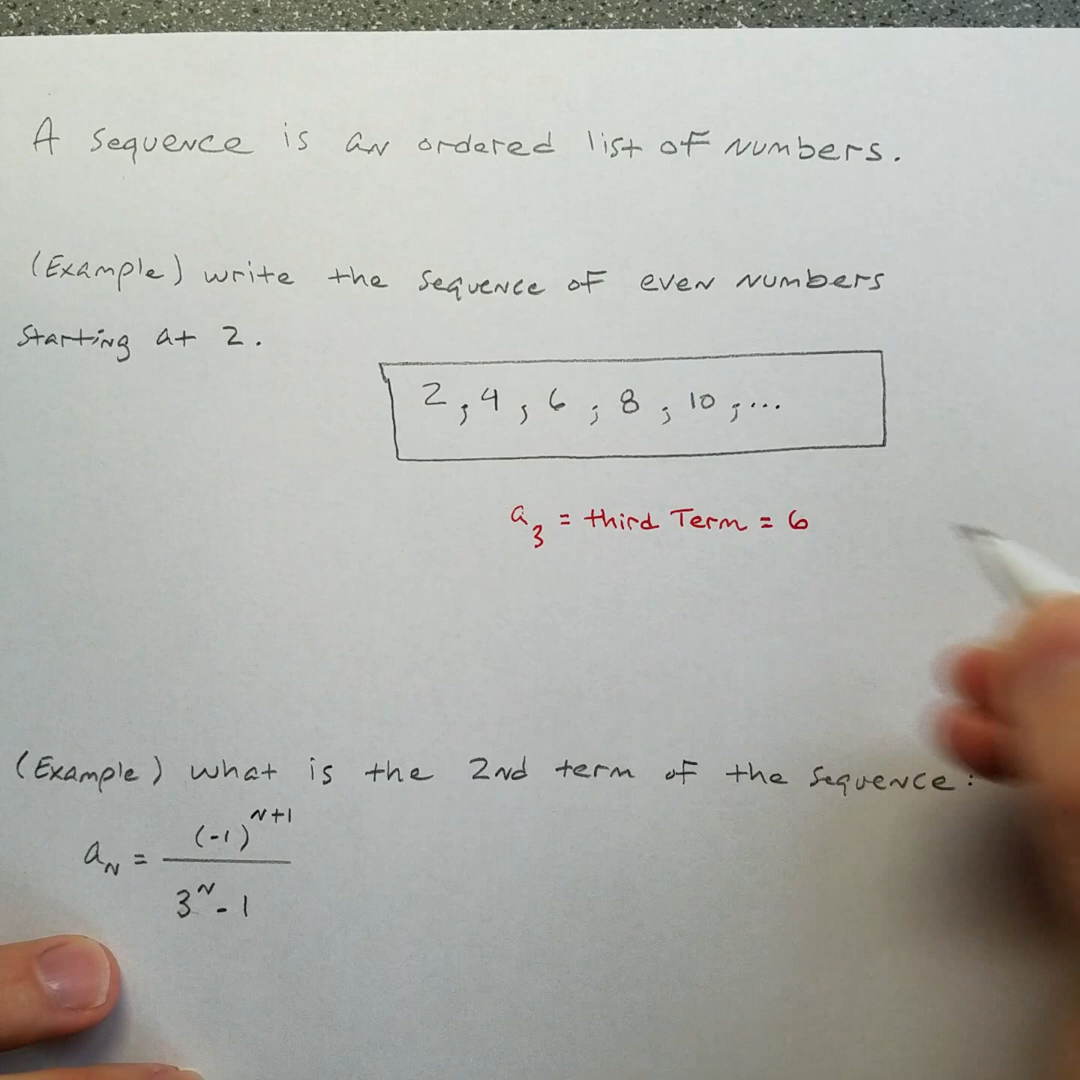 A sequence is an ordered list of numbers.
(Example) write the sequence of even numbers
starting at 2.
2, 4, 6, 8, 10, ...
a_3 = third Term = 6
(Example) what is the 2nd term of the sequence:
a_N = (-1)^(N+1) / (3^N - 1)